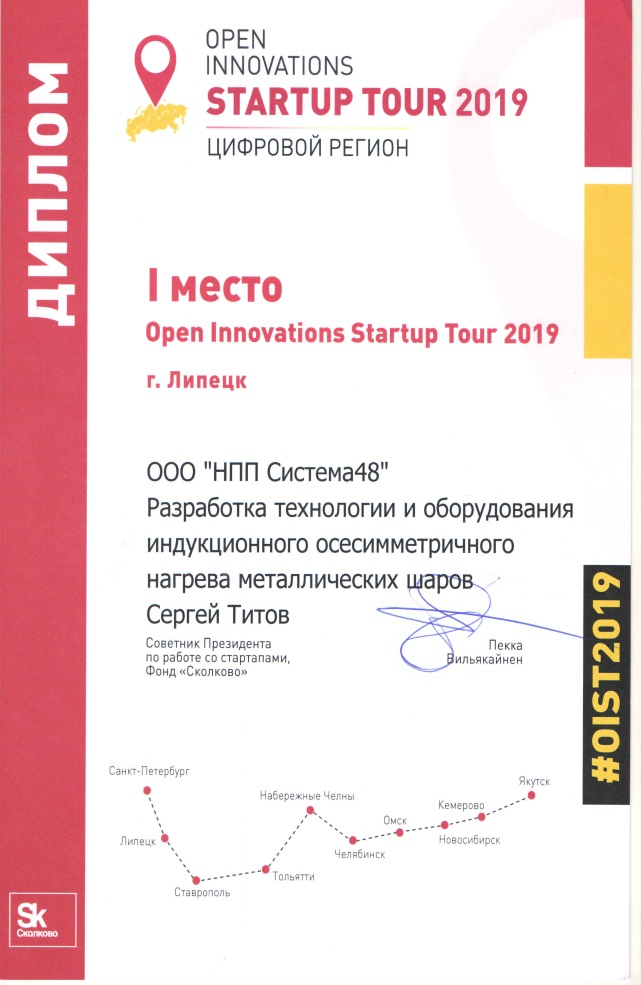 ДИПЛОМ
OPEN
INNOVATIONS
STARTUP TOUR 2019
ЦИФРОВОЙ РЕГИОН
I место
Open Innovations Startup Tour 2019
г. Липецк
ООО "НПП Система48"
Разработка технологии и оборудования
индукционного осесимметричного
нагрева металлических шаров
Сергей Титов
Советник Президента
по работе со стартапами,
Фонд «Сколково»
Пекка
Вильякайнен
#OIST2019
Санкт-Петербург
Липецк
Ставрополь
Тольятти
Набережные Челны
Челябинск
Омск
Кемерово
Новосибирск
Якутск
Sk
Сколково